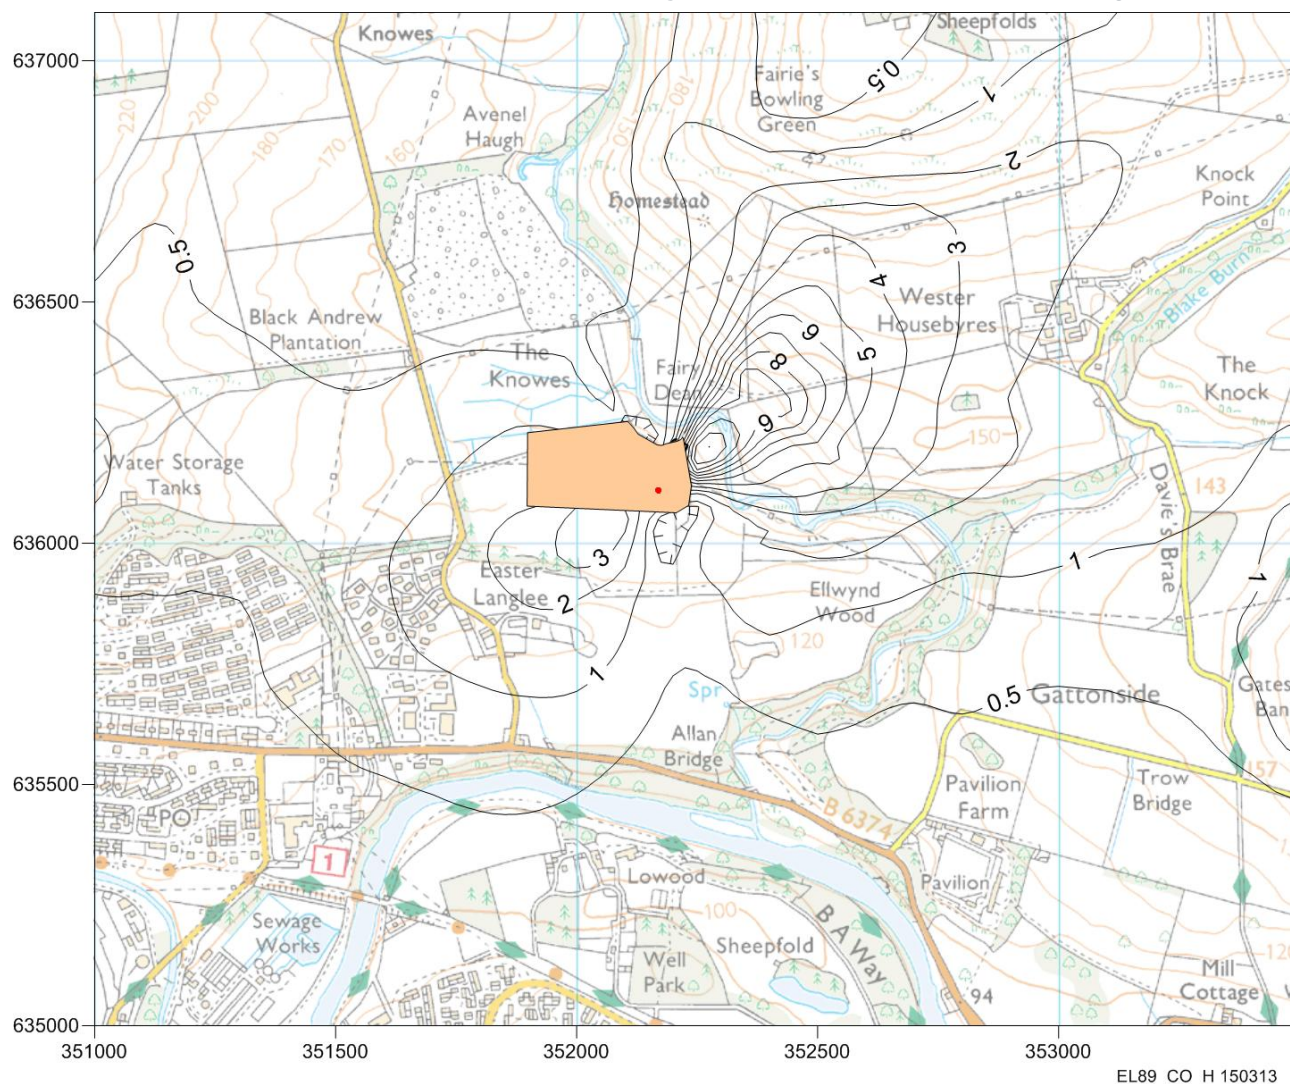 637000
636500
636000
635500
635000
351000
351500
352000
352500
353000
Knowes
Sheepfolds
Fairie's
Bowling
Green
Avenel
Haugh
220
200
180
170
160
180
150
0.5
1
2
Homestead
Knock
Point
0.5
3
4
Wester
Housebyres
Blake Burn
Black Andrew
Plantation
The
Knowes
Fairy
Dean
6
5
8
9
The
Knock
150
Water Storage
Tanks
Davie's Brae
143
3
Easter
Langlee
2
1
Ellwynd
Wood
120
1
1
Spr
0.5
Gattonside
Allan
Bridge
157
Pavilion
Farm
Trow
Bridge
B 6374
PO
1
Lowood
Pavilion
Sewage
Works
100
Sheepfold
B A Way
Well
Park
Mill
Cottage
94
EL89 CO H 150313